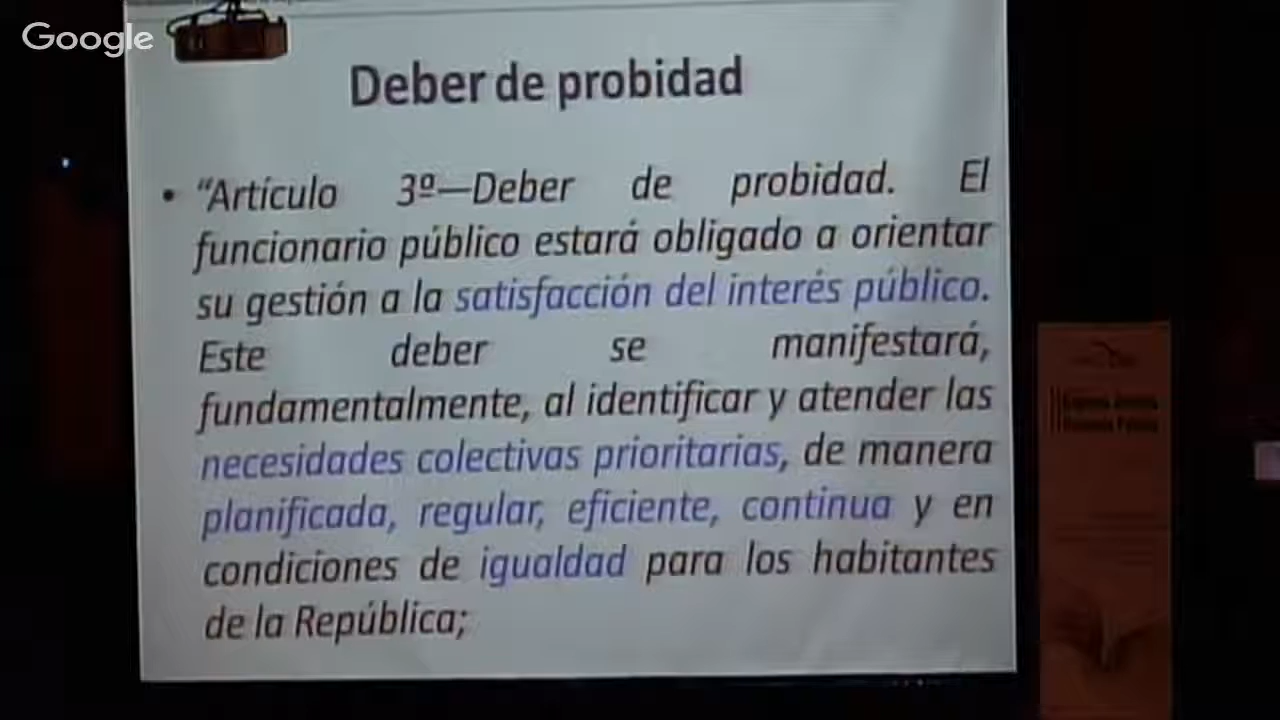 Google
Deber de probidad
• “Artículo 3º—Deber de probidad. El
funcionario público estará obligado a orientar
su gestión a la satisfacción del interés público.
Este deber se manifestará,
fundamentalmente, al identificar y atender las
necesidades colectivas prioritarias, de manera
planificada, regular, eficiente, continua y en
condiciones de igualdad para los habitantes
de la República;